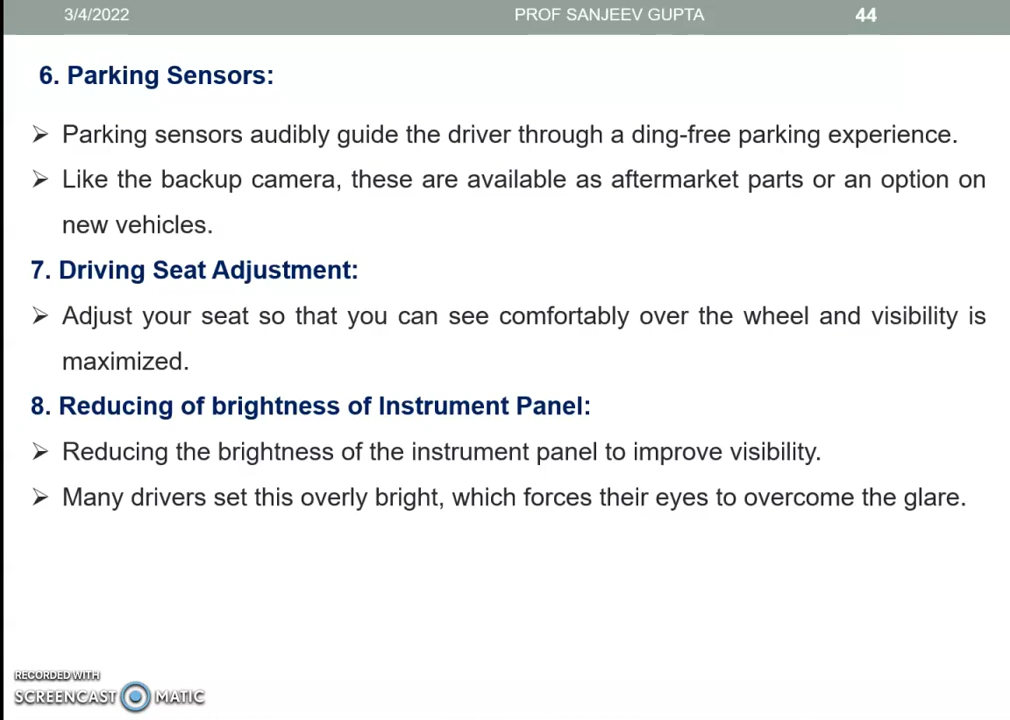 3/4/2022 PROF SANJEEV GUPTA 44
6. Parking Sensors:
➢ Parking sensors audibly guide the driver through a ding-free parking experience.
➢ Like the backup camera, these are available as aftermarket parts or an option on
new vehicles.
7. Driving Seat Adjustment:
➢ Adjust your seat so that you can see comfortably over the wheel and visibility is
maximized.
8. Reducing of brightness of Instrument Panel:
➢ Reducing the brightness of the instrument panel to improve visibility.
➢ Many drivers set this overly bright, which forces their eyes to overcome the glare.
RECORDED WITH
SCREENCAST MATIC